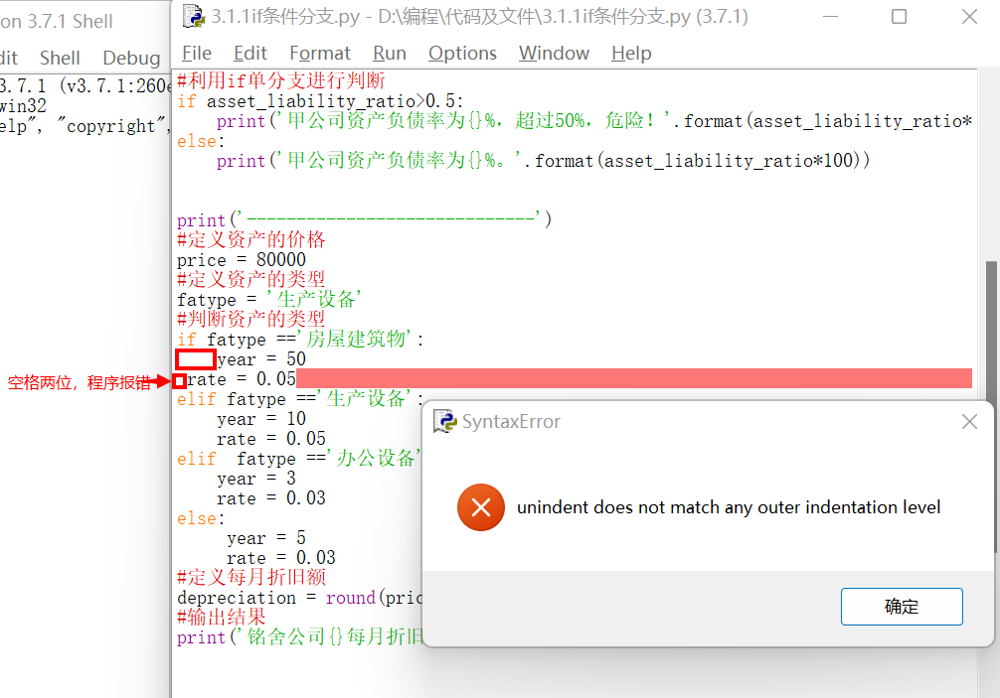 on 3.7.1 Shell
dit Shell Debug
3.7.1 (v3.7.1:260e
win32
elp", "copyright",
3.1.1if条件分支.py - D:\编程\代码及文件\3.1.1if条件分支.py (3.7.1)
File Edit Format Run Options Window Help
#利用if单分支进行判断
if asset_liability_ratio>0.5:
print('甲公司资产负债率为{}%，超过50%，危险！'.format(asset_liability_ratio*
else:
print('甲公司资产负债率为{}%。'.format(asset_liability_ratio*100))
print('-----------------------------')
#定义资产的价格
price = 80000
#定义资产的类型
fatype = '生产设备'
#判断资产的类型
if fatype =='房屋建筑物':
year = 50
空格两位，程序报错
rate = 0.05
elif fatype =='生产设备':
year = 10
rate = 0.05
elif fatype =='办公设备'
year = 3
rate = 0.03
else:
year = 5
rate = 0.03
#定义每月折旧额
depreciation = round(pric
#输出结果
print('铭舍公司{}每月折旧
SyntaxError
unindent does not match any outer indentation level
确定